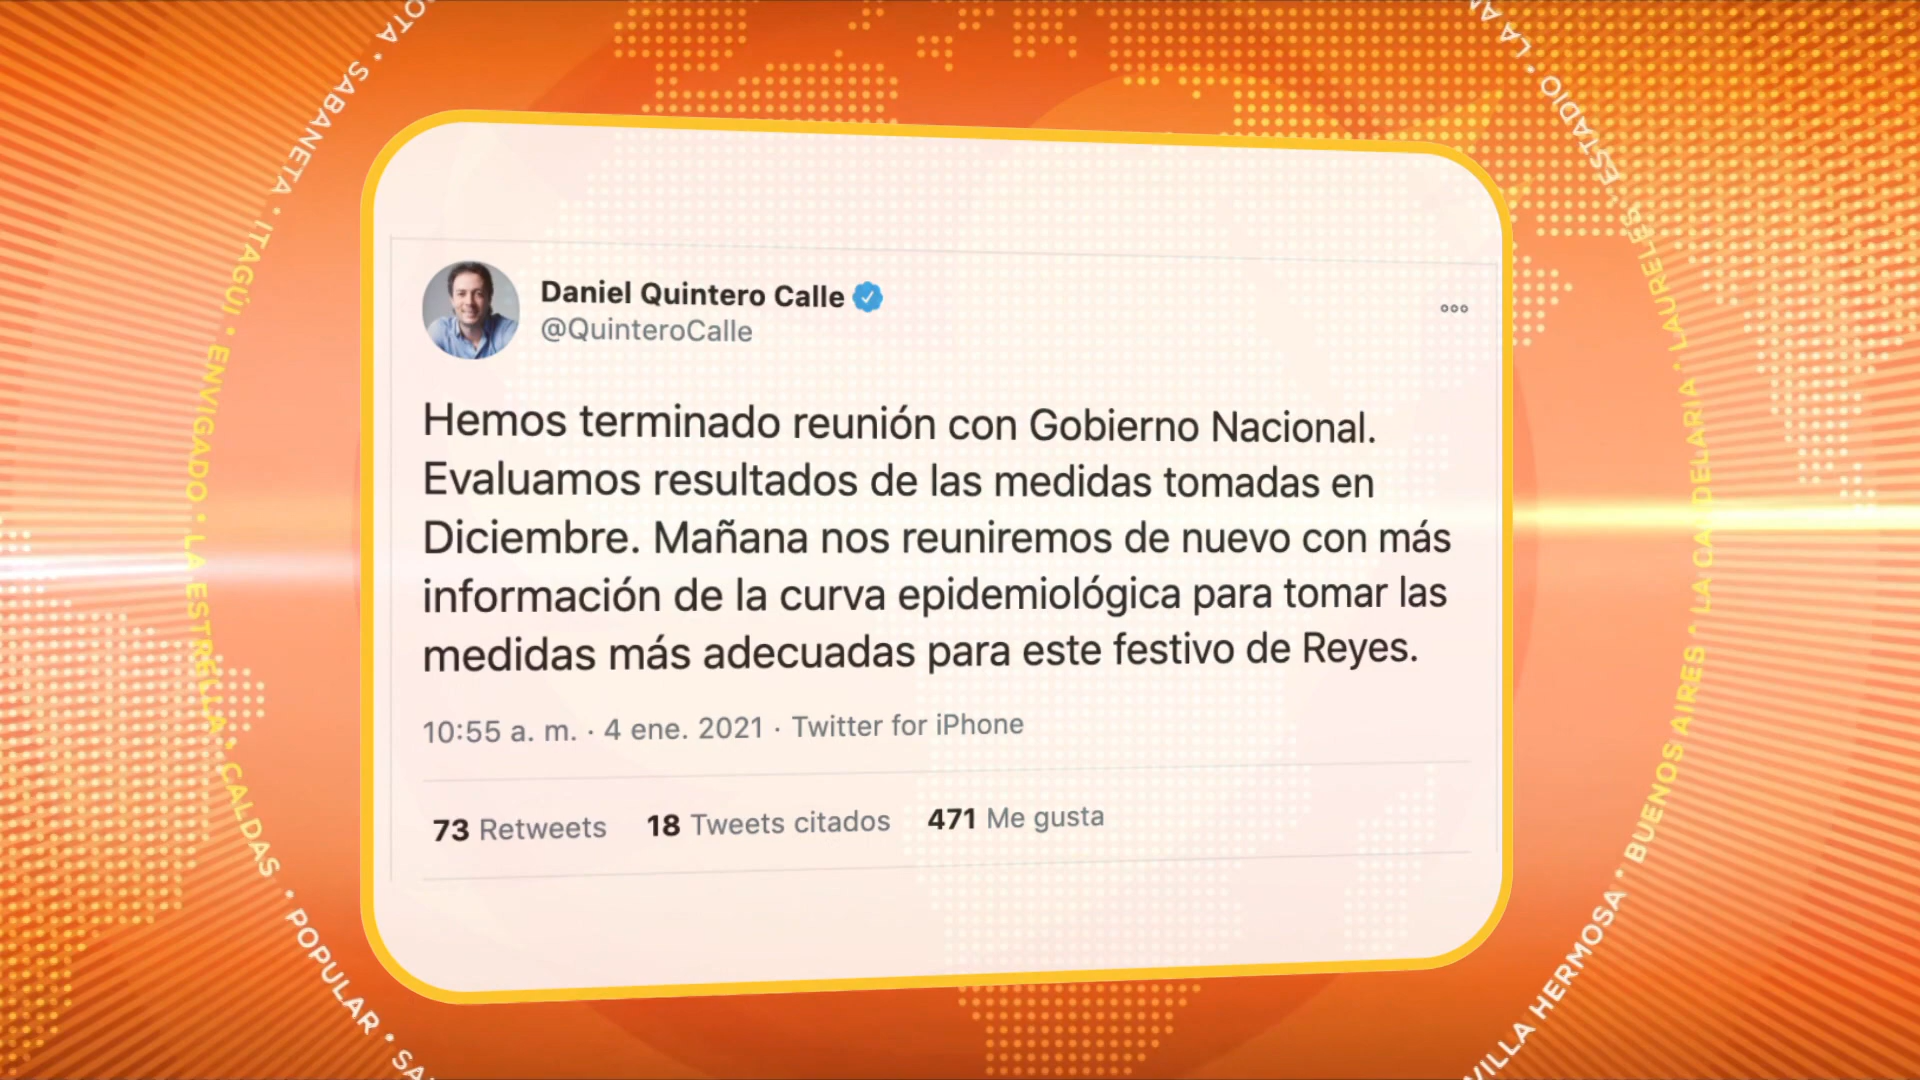 Daniel Quintero Calle
@QuinteroCalle
Hemos terminado reunión con Gobierno Nacional.
Evaluamos resultados de las medidas tomadas en
Diciembre. Mañana nos reuniremos de nuevo con más
información de la curva epidemiológica para tomar las
medidas más adecuadas para este festivo de Reyes.
10:55 a. m. · 4 ene. 2021 · Twitter for iPhone
73 Retweets 18 Tweets citados 471 Me gusta
SABANETA • ITAGÜÍ • ENVIGADO • LA ESTRELLA • CALDAS • POPULAR •
ESTADIO • LAURELES • LA CANDELARIA • BUENOS AIRES • VILLA HERMOSA